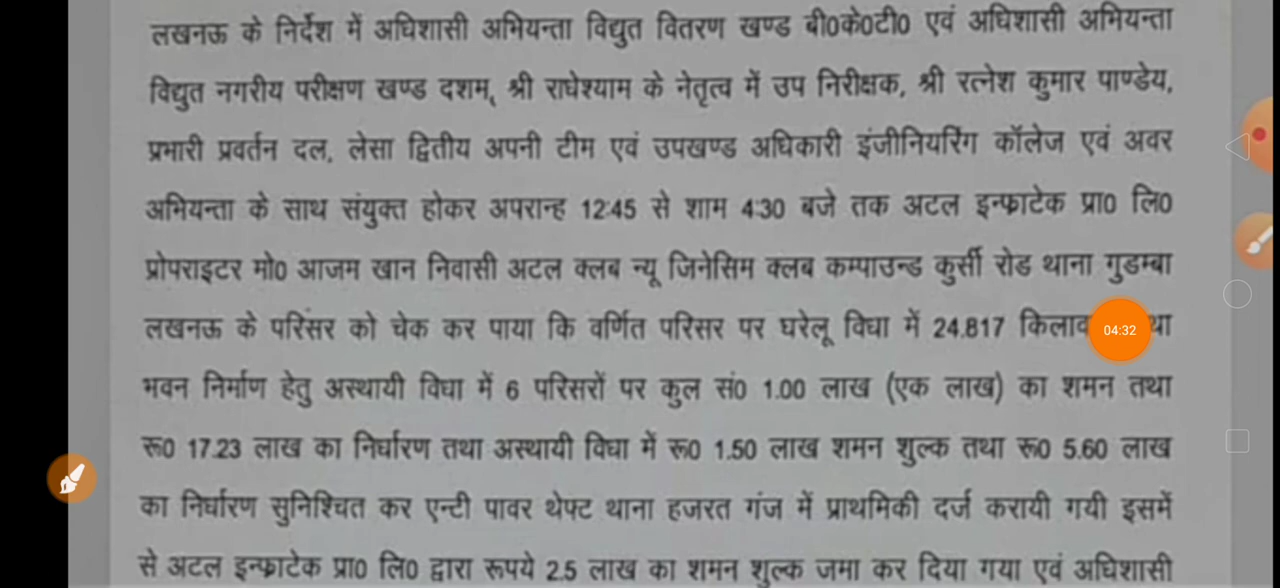 लखनऊ के निर्देश में अधिशासी अभियन्ता विद्युत वितरण खण्ड बी0के0टी0 एवं अधिशासी अभियन्ता
विद्युत नगरीय परीक्षण खण्ड दशम्, श्री राधेश्याम के नेतृत्व में उप निरीक्षक, श्री रत्नेश कुमार पाण्डेय,
प्रभारी प्रवर्तन दल, लेसा द्वितीय अपनी टीम एवं उपखण्ड अधिकारी इंजीनियरिंग कॉलेज एवं अवर
अभियन्ता के साथ संयुक्त होकर अपरान्ह 12:45 से शाम 4:30 बजे तक अटल इन्फ्राटेक प्रा0 लि0
प्रोपराइटर मो0 आजम खान निवासी अटल क्लब न्यू जिनेसिम क्लब कम्पाउन्ड कुर्सी रोड थाना गुडम्बा
लखनऊ के परिसर को चेक कर पाया कि वर्णित परिसर पर घरेलू विधा में 24.817
04:32
भवन निर्माण हेतु अस्थायी विधा में 6 परिसरों पर कुल सं0 1.00 लाख (एक लाख) का शमन तथा
रू0 17.23 लाख का निर्धारण तथा अस्थायी विधा में रू0 1.50 लाख शमन शुल्क तथा रू0 5.60 लाख
का निर्धारण सुनिश्चित कर एन्टी पावर थेफ्ट थाना हजरत गंज में प्राथमिकी दर्ज करायी गयी इसमें
से अटल इन्फ्राटेक प्रा0 लि0 द्वारा रूपये 2.5 लाख का शमन शुल्क जमा कर दिया गया एवं अधिशासी